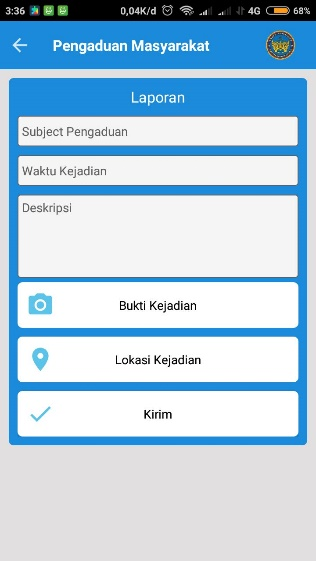 3:36
0,04K/d
4G
68%
Pengaduan Masyarakat
Laporan
Subject Pengaduan
Waktu Kejadian
Deskripsi
Bukti Kejadian
Lokasi Kejadian
Kirim